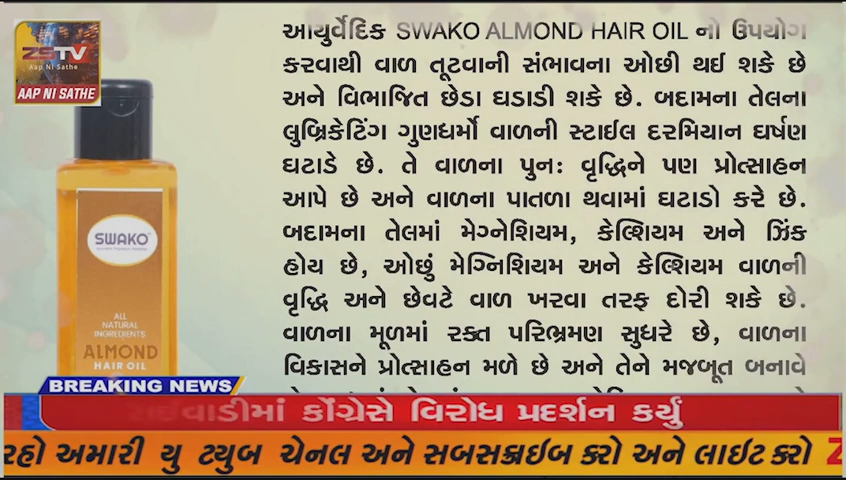 ZSTV
Aap Ni Sathe
AAP NI SATHE
આયુર્વેદિક SWAKO ALMOND HAIR OIL નો ઉપયોગ
કરવાથી વાળ તૂટવાની સંભાવના ઓછી થઈ શકે છે
અને વિભાજિત છેડા ઘડાડી શકે છે. બદામના તેલના
લુબ્રિકેટિંગ ગુણધર્મો વાળની સ્ટાઈલ દરમિયાન ઘર્ષણ
ઘટાડે છે. તે વાળના પુનઃ વૃદ્ધિને પણ પ્રોત્સાહન
આપે છે અને વાળના પાતળા થવામાં ઘટાડો કરે છે.
બદામના તેલમાં મેગ્નેશિયમ, કેલ્શિયમ અને ઝિંક
હોય છે, ઓછું મેગ્નિશિયમ અને કેલ્શિયમ વાળની
વૃદ્ધિ અને છેવટે વાળ ખરવા તરફ દોરી શકે છે.
વાળના મૂળમાં રક્ત પરિભ્રમણ સુધરે છે, વાળના
વિકાસને પ્રોત્સાહન મળે છે અને તેને મજબૂત બનાવે
SWAKO
ALL
NATURAL
INGREDIENTS
ALMOND
HAIR OIL
BREAKING NEWS
કોંગ્રેસે વિરોધ પ્રદર્શન કર્યું
રહો અમારી યુ ટ્યુબ ચેનલ અને સબસક્રાઇબ કરો અને લાઇટ કરો Z